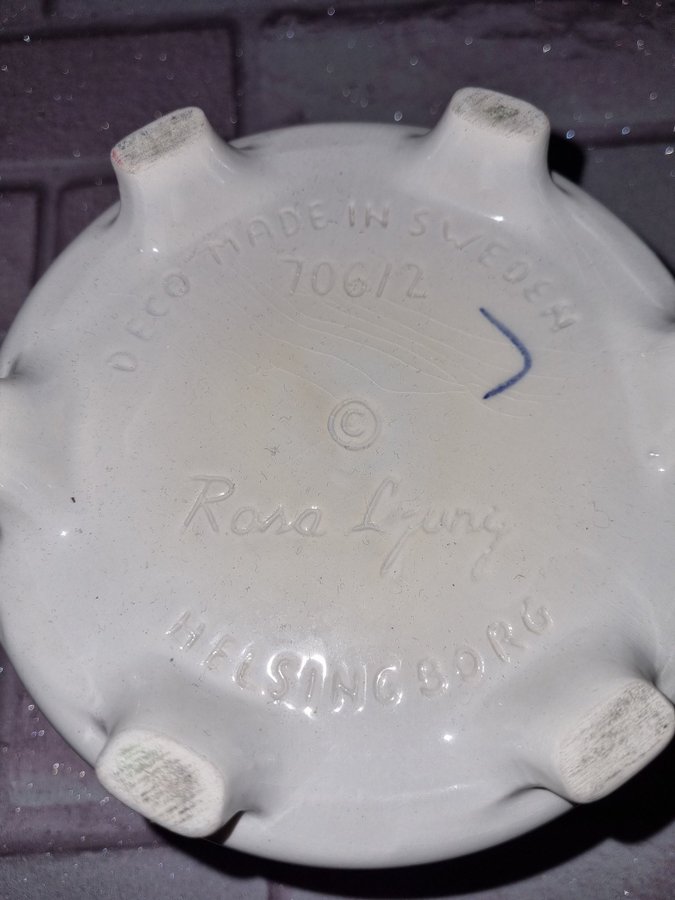 DECO MADE IN SWEDEN
706/2
©
Rosa Ljung
HELSINGBORG